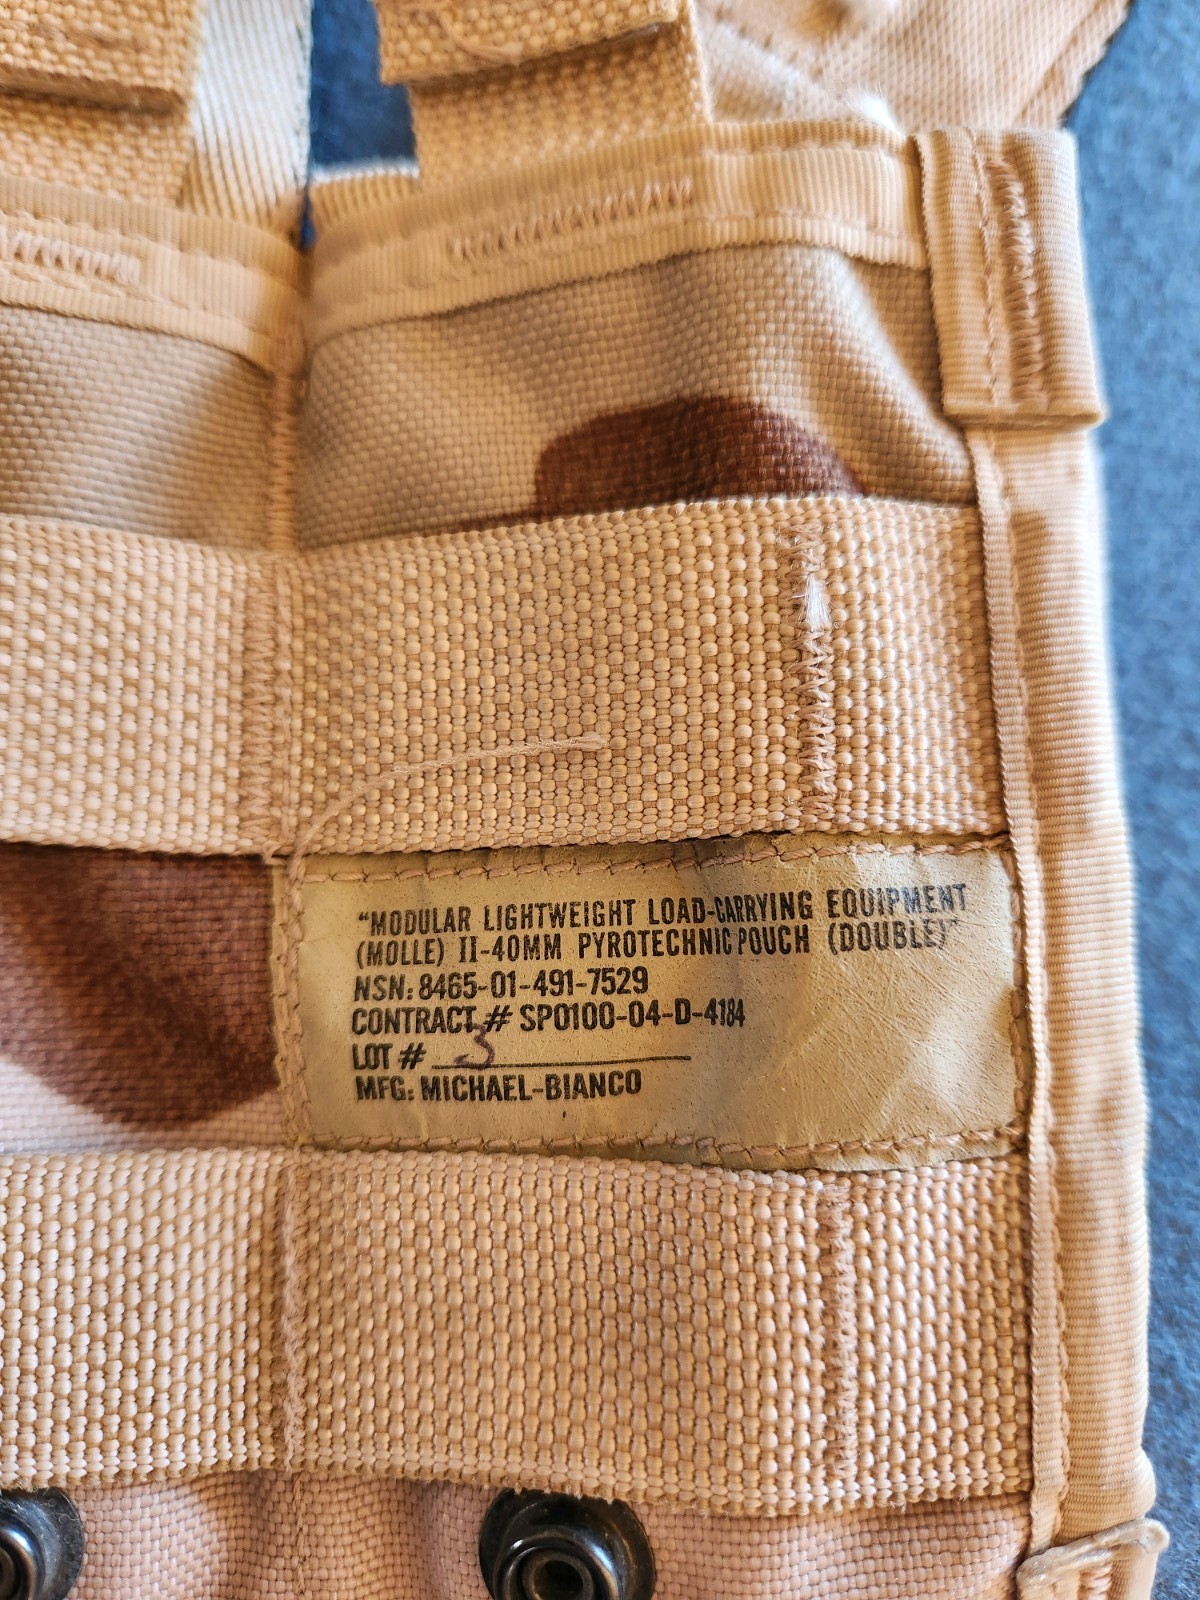 “MODULAR LIGHTWEIGHT LOAD-CARRYING EQUIPMENT
(MOLLE) II-40MM PYROTECHNIC POUCH (DOUBLE)”
NSN: 8465-01-491-7529
CONTRACT # SP0100-04-D-4184
LOT # 3
MFG: MICHAEL-BIANCO